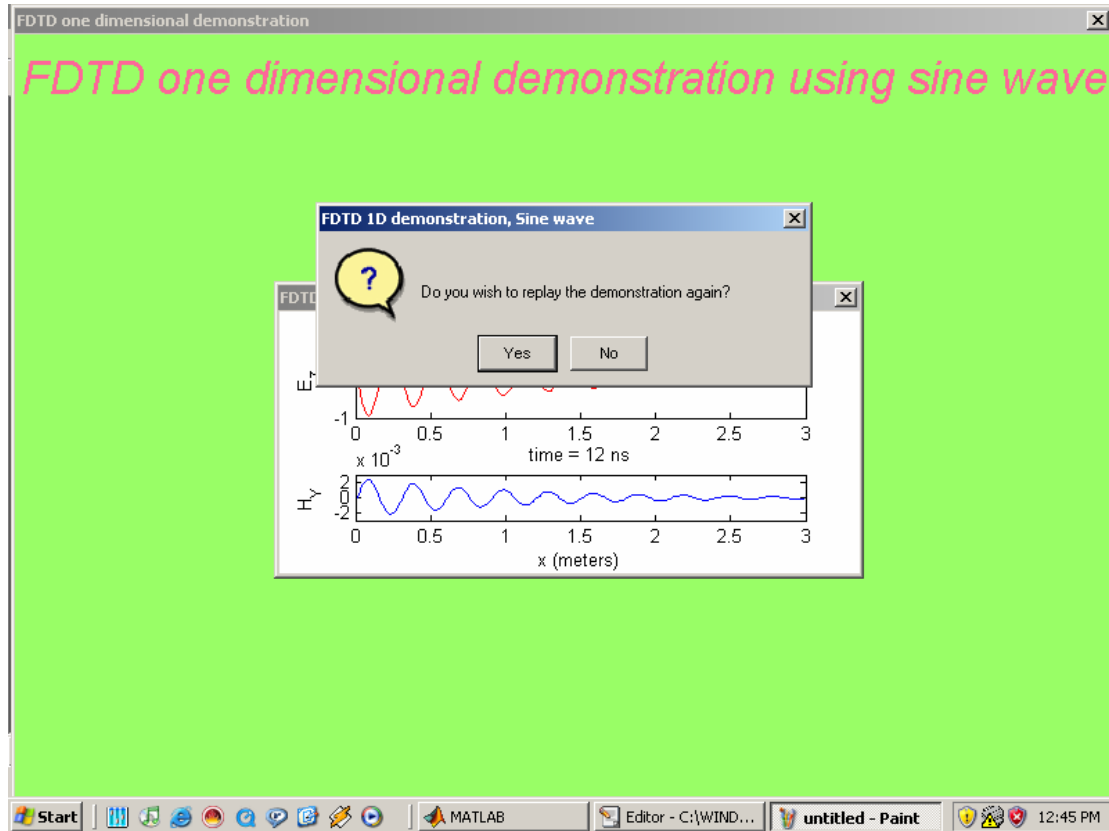 FDTD one dimensional demonstration
FDTD one dimensional demonstration using sine wave
FDTD 1D demonstration, Sine wave
?
Do you wish to replay the demonstration again?
Yes No
-1
0 0.5 1 1.5 2 2.5 3
x 10^-3 time = 12 ns
H_Y
2
0
-2
0 0.5 1 1.5 2 2.5 3
x (meters)
Start MATLAB Editor - C:\WIND... untitled - Paint 12:45 PM